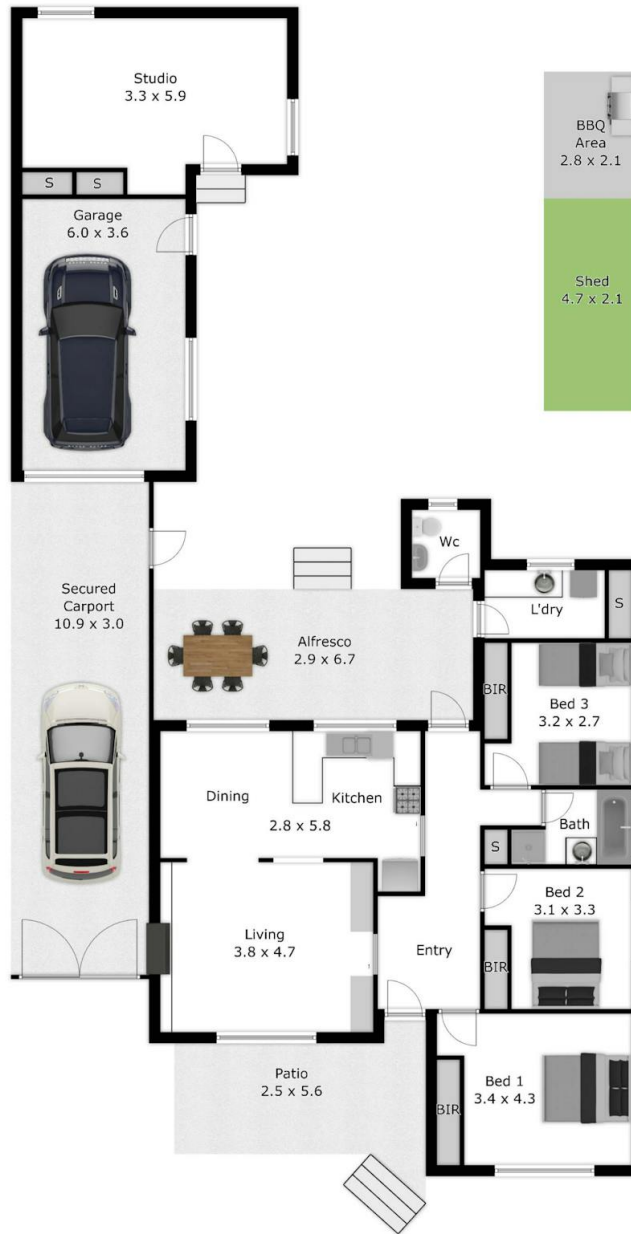 Studio
3.3 x 5.9
BBQ
Area
2.8 x 2.1
S
S
Garage
6.0 x 3.6
Shed
4.7 x 2.1
Wc
Secured
Carport
10.9 x 3.0
L'dry
S
Alfresco
2.9 x 6.7
BIR
Bed 3
3.2 x 2.7
Dining
Kitchen
2.8 x 5.8
Bath
S
Bed 2
3.1 x 3.3
Living
3.8 x 4.7
Entry
BIR
Patio
2.5 x 5.6
Bed 1
3.4 x 4.3
BIR